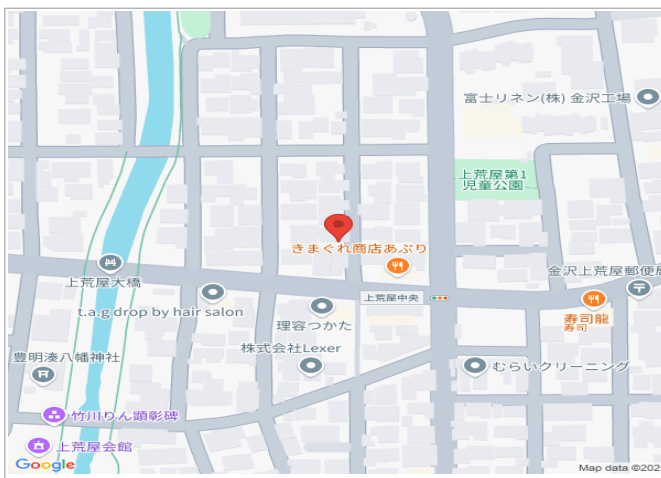 富士リネン(株) 金沢工場
上荒屋第1
児童公園
きまぐれ商店あぶり
上荒屋大橋
金沢上荒屋郵便局
t.a.g drop by hair salon
上荒屋中央
理容つかた
寿司龍
寿司
株式会社Lexer
豊明湊八幡神社
むらいクリーニング
竹川りん顕彰碑
上荒屋会館
Google
Map data ©202